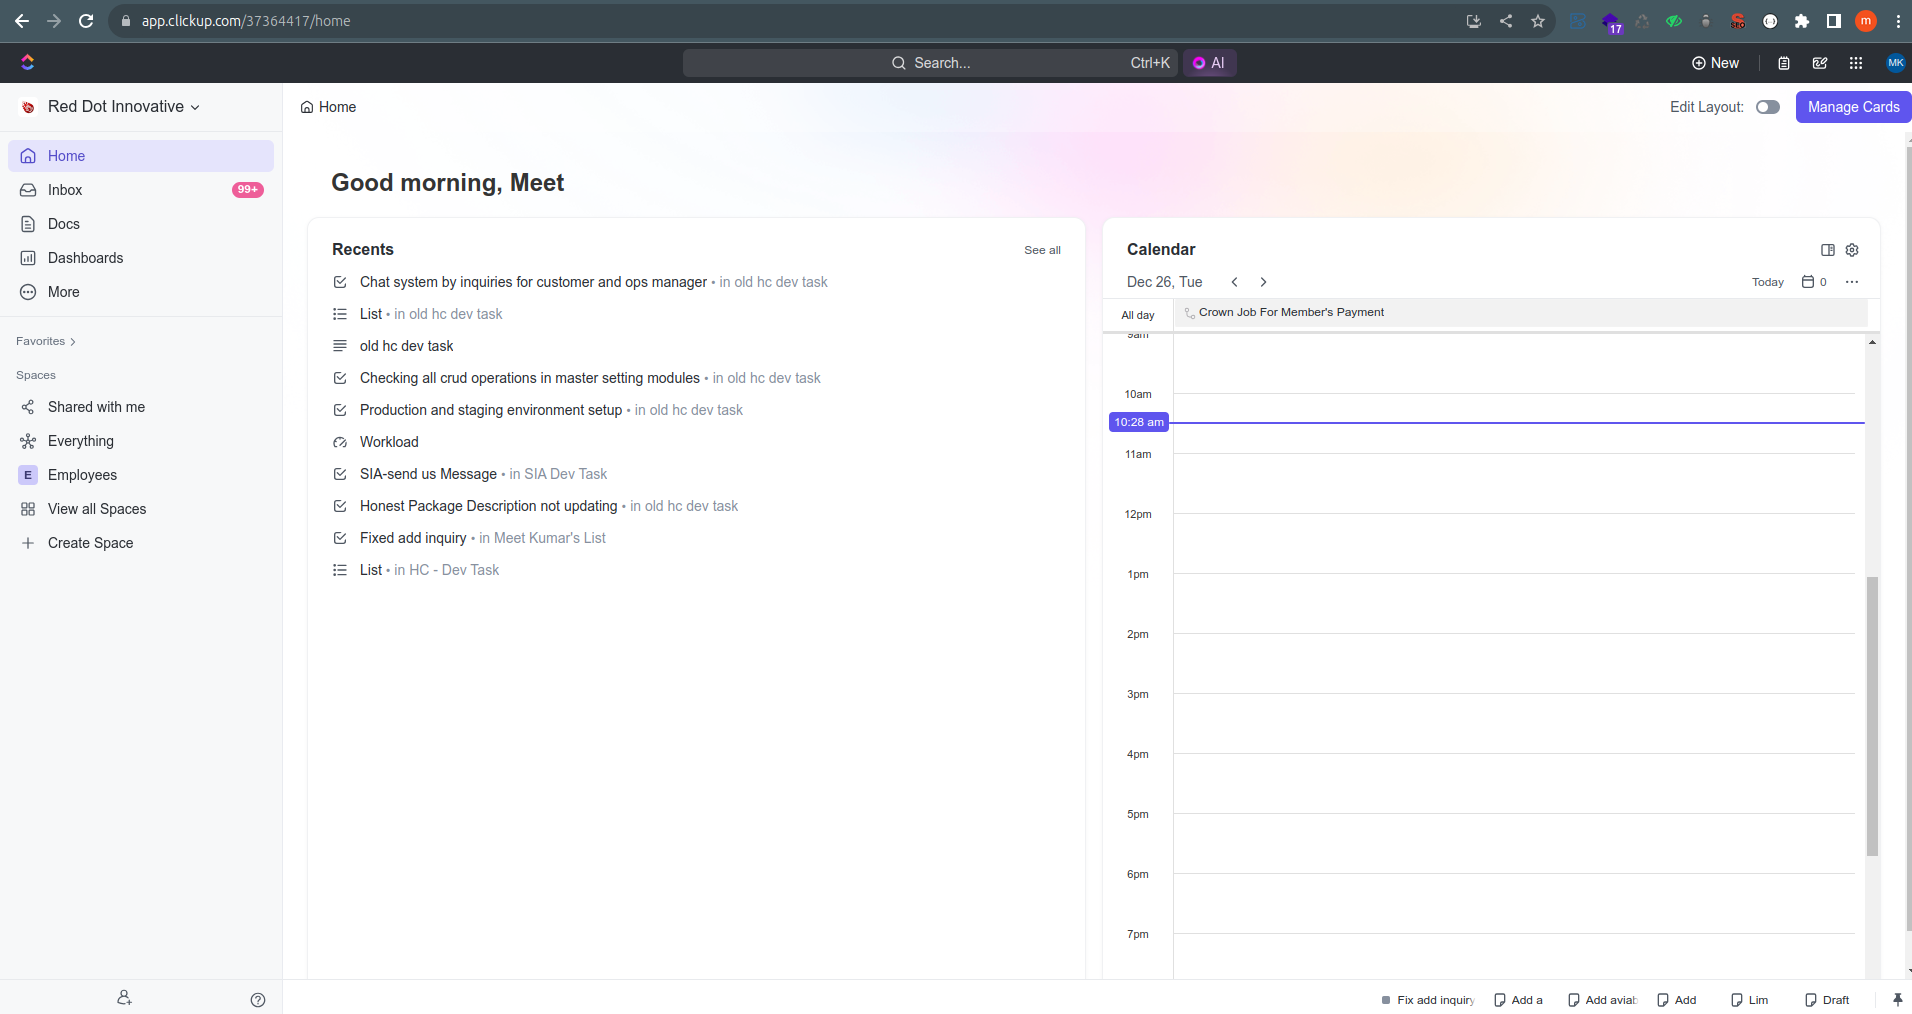 app.clickup.com/37364417/home
17
SEO
m
Search...
Ctrl+K
AI
New
MK
Red Dot Innovative
Home
Edit Layout:
Manage Cards
Home
Inbox
99+
Docs
Dashboards
More
Favorites
Spaces
Shared with me
Everything
E
Employees
View all Spaces
Create Space
Good morning, Meet
Recents
See all
Chat system by inquiries for customer and ops manager • in old hc dev task
List • in old hc dev task
old hc dev task
Checking all crud operations in master setting modules • in old hc dev task
Production and staging environment setup • in old hc dev task
Workload
SIA-send us Message • in SIA Dev Task
Honest Package Description not updating • in old hc dev task
Fixed add inquiry • in Meet Kumar's List
List • in HC - Dev Task
Calendar
Dec 26, Tue
Today
0
All day
Crown Job For Member's Payment
9am
10am
10:28 am
11am
12pm
1pm
2pm
3pm
4pm
5pm
6pm
7pm
Fix add inquiry
Add a
Add aviab
Add
Lim
Draft